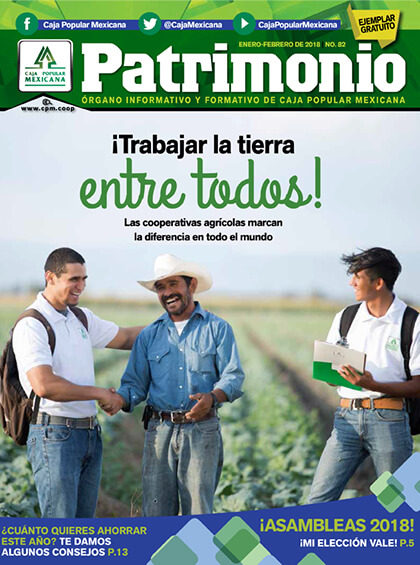 Caja Popular Mexicana
@CajaMexicana
CajaPopularMexicana
EJEMPLAR
GRATUITO
ENERO-FEBRERO DE 2018 NO. 82
CAJA POPULAR
MEXICANA
www.cpm.coop
Patrimonio
ÓRGANO INFORMATIVO Y FORMATIVO DE CAJA POPULAR MEXICANA
¡Trabajar la tierra
entre todos!
Las cooperativas agrícolas marcan
la diferencia en todo el mundo
¿CUÁNTO QUIERES AHORRAR
ESTE AÑO? TE DAMOS
ALGUNOS CONSEJOS P.13
¡ASAMBLEAS 2018!
¡MI ELECCIÓN VALE! P.5